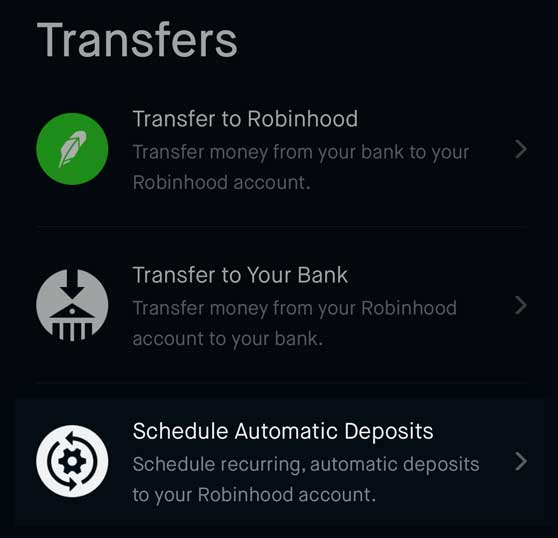 Transfers
Transfer to Robinhood
Transfer money from your bank to your
Robinhood account.
Transfer to Your Bank
Transfer money from your Robinhood
account to your bank.
Schedule Automatic Deposits
Schedule recurring, automatic deposits
to your Robinhood account.